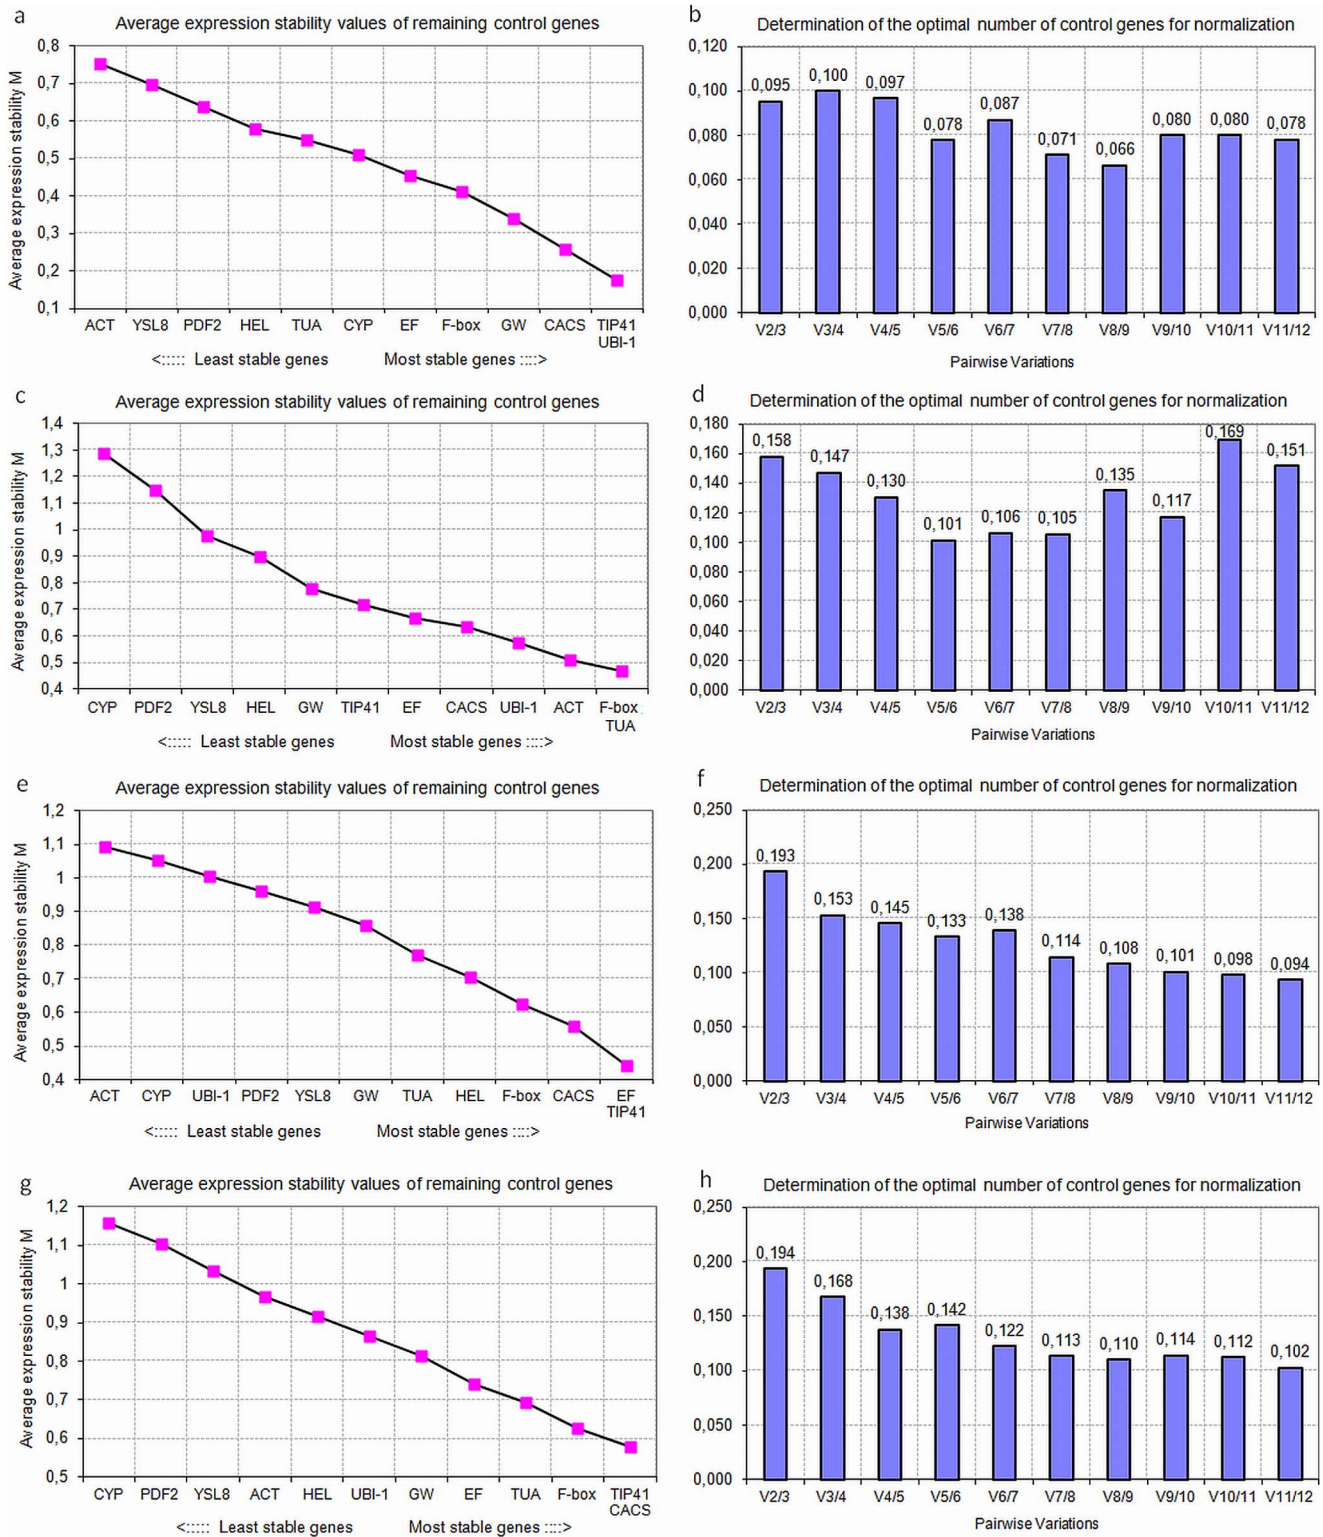 a
Average expression stability values of remaining control genes
Average expression stability M
0,8
0,7
0,6
0,5
0,4
0,3
0,2
0,1
ACT YSL8 PDF2 HEL TUA CYP EF F-box GW CACS TIP41
UBI-1
<::::: Least stable genes Most stable genes ::::>
b
Determination of the optimal number of control genes for normalization
0,120
0,100
0,080
0,060
0,040
0,020
0,000
0,095 0,100 0,097 0,078 0,087 0,071 0,066 0,080 0,080 0,078
V2/3 V3/4 V4/5 V5/6 V6/7 V7/8 V8/9 V9/10 V10/11 V11/12
Pairwise Variations
c
Average expression stability values of remaining control genes
Average expression stability M
1,4
1,3
1,2
1,1
1
0,9
0,8
0,7
0,6
0,5
0,4
CYP PDF2 YSL8 HEL GW TIP41 EF CACS UBI-1 ACT F-box
TUA
<::::: Least stable genes Most stable genes ::::>
d
Determination of the optimal number of control genes for normalization
0,180
0,160
0,140
0,120
0,100
0,080
0,060
0,040
0,020
0,000
0,158 0,147 0,130 0,101 0,106 0,105 0,135 0,117 0,169 0,151
V2/3 V3/4 V4/5 V5/6 V6/7 V7/8 V8/9 V9/10 V10/11 V11/12
Pairwise Variations
e
Average expression stability values of remaining control genes
Average expression stability M
1,2
1,1
1
0,9
0,8
0,7
0,6
0,5
0,4
ACT CYP UBI-1 PDF2 YSL8 GW TUA HEL F-box CACS EF
TIP41
<::::: Least stable genes Most stable genes ::::>
f
Determination of the optimal number of control genes for normalization
0,250
0,200
0,150
0,100
0,050
0,000
0,193 0,153 0,145 0,133 0,138 0,114 0,108 0,101 0,098 0,094
V2/3 V3/4 V4/5 V5/6 V6/7 V7/8 V8/9 V9/10 V10/11 V11/12
Pairwise Variations
g
Average expression stability values of remaining control genes
Average expression stability M
1,2
1,1
1
0,9
0,8
0,7
0,6
0,5
CYP PDF2 YSL8 ACT HEL UBI-1 GW EF TUA F-box TIP41
CACS
<::::: Least stable genes Most stable genes ::::>
h
Determination of the optimal number of control genes for normalization
0,250
0,200
0,150
0,100
0,050
0,000
0,194 0,168 0,138 0,142 0,122 0,113 0,110 0,114 0,112 0,102
V2/3 V3/4 V4/5 V5/6 V6/7 V7/8 V8/9 V9/10 V10/11 V11/12
Pairwise Variations